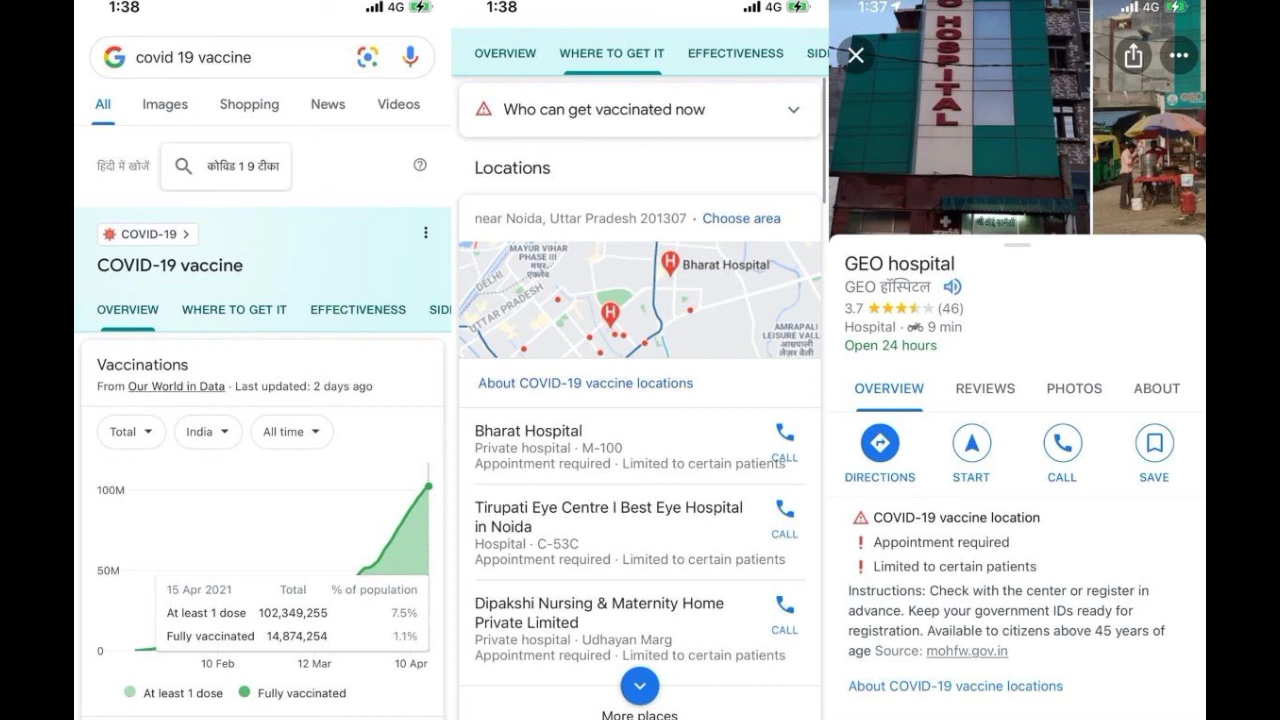 1:38
4G
covid 19 vaccine
All Images Shopping News Videos
हिंदी में खोजें
कोविड 1 9 टीका
COVID-19 >
COVID-19 vaccine
OVERVIEW WHERE TO GET IT EFFECTIVENESS SID
Vaccinations
From Our World in Data · Last updated: 2 days ago
Total India All time
100M
50M
0
15 Apr 2021 Total % of population
At least 1 dose 102,349,255 7.5%
Fully vaccinated 14,874,254 1.1%
10 Feb 12 Mar 10 Apr
At least 1 dose Fully vaccinated
1:38
4G
OVERVIEW WHERE TO GET IT EFFECTIVENESS SID
Who can get vaccinated now
Locations
near Noida, Uttar Pradesh 201307 · Choose area
MAYUR VIHAR
PHASE III
मयूर विहार
फेस III
Bharat Hospital
DELHI
UTTAR PRADESH
AMRAPALI
LEISURE VALL
आम्रपाली
लेज़र वेली
About COVID-19 vaccine locations
Bharat Hospital
Private hospital · M-100
Appointment required · Limited to certain patients
CALL
Tirupati Eye Centre I Best Eye Hospital
in Noida
Hospital · C-53C
Appointment required · Limited to certain patients
CALL
Dipakshi Nursing & Maternity Home
Private Limited
Private hospital · Udhayan Marg
Appointment required · Limited to certain patients
CALL
More places
1:37
4G
HOSPITAL
GEO
GEO hospital
GEO हॉस्पिटल
3.7 (46)
Hospital · 9 min
Open 24 hours
OVERVIEW REVIEWS PHOTOS ABOUT
DIRECTIONS START CALL SAVE
COVID-19 vaccine location
Appointment required
Limited to certain patients
Instructions: Check with the center or register in
advance. Keep your government IDs ready for
registration. Available to citizens above 45 years of
age Source: mohfw.gov.in
About COVID-19 vaccine locations